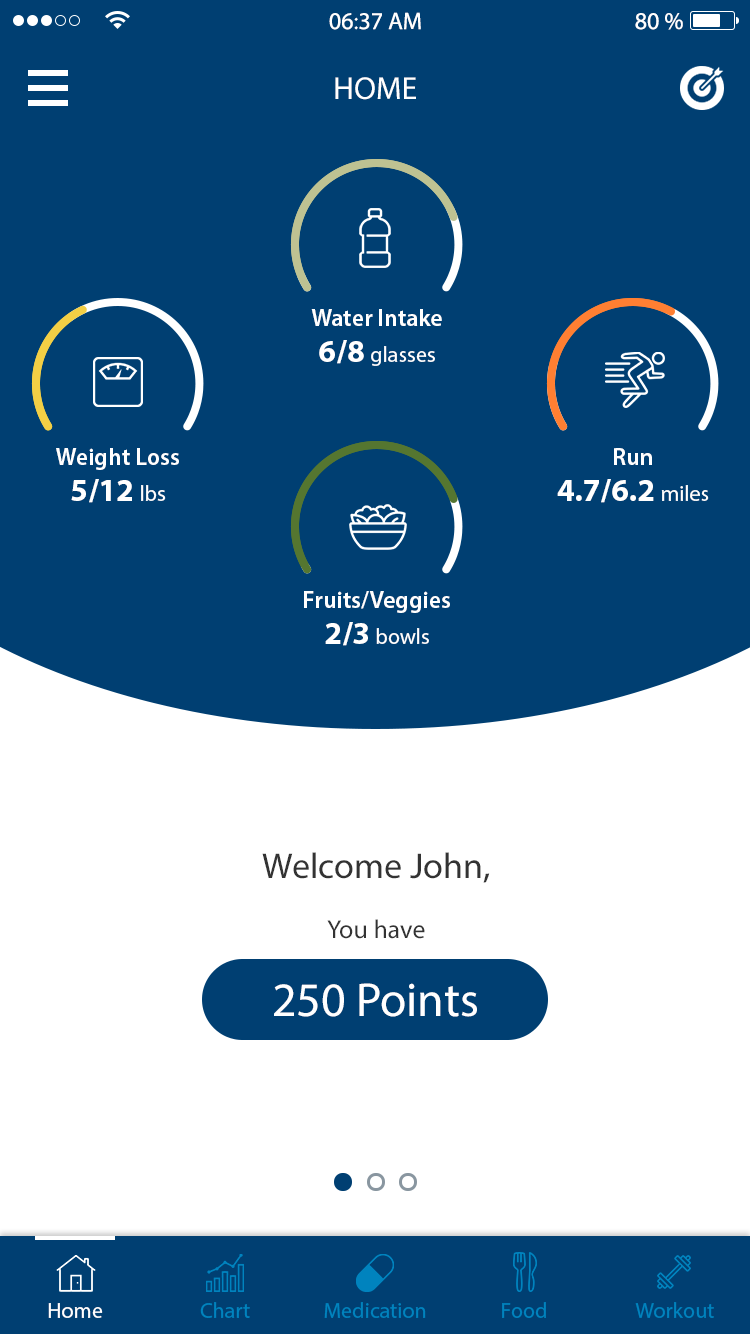 06:37 AM
80 %
HOME
Water Intake
6/8 glasses
Weight Loss
5/12 lbs
Run
4.7/6.2 miles
Fruits/Veggies
2/3 bowls
Welcome John,
You have
250 Points
Home
Chart
Medication
Food
Workout